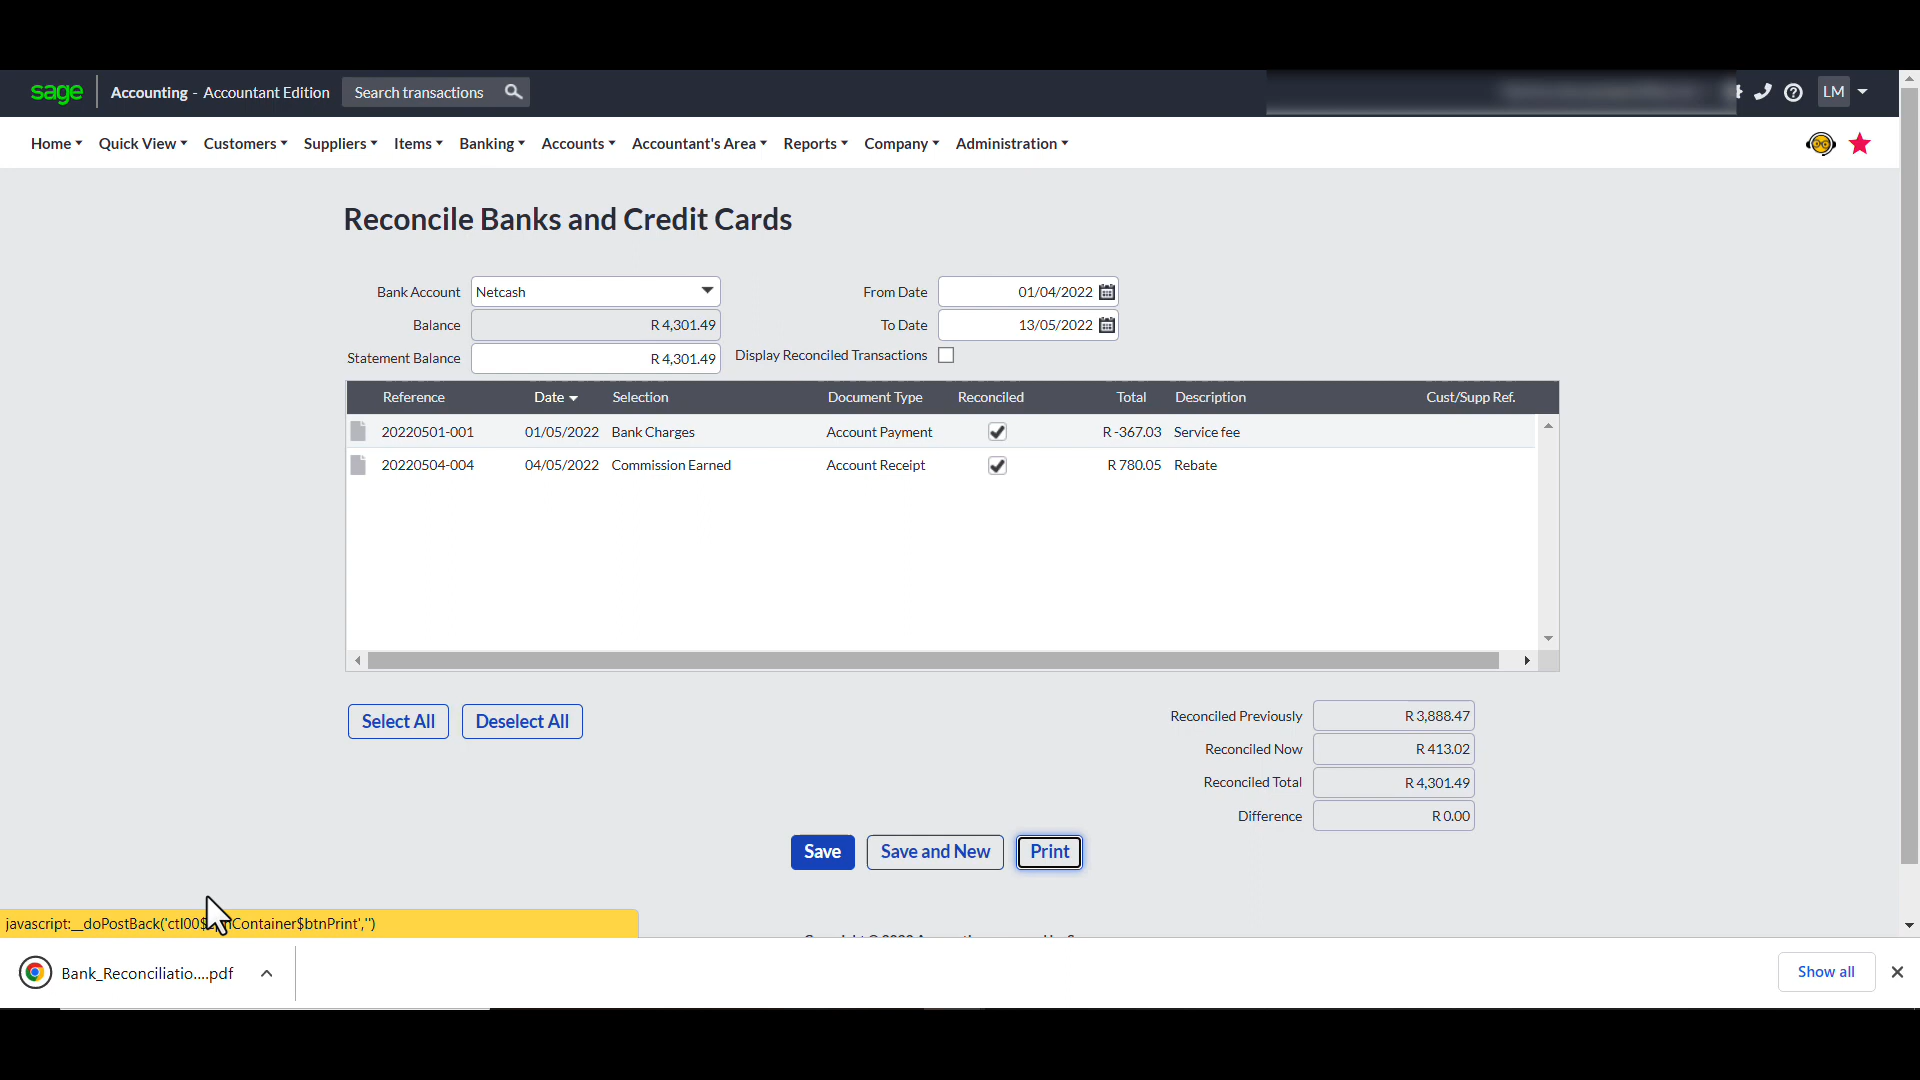 sage Accounting - Accountant Edition Search transactions LM
Home Quick View Customers Suppliers Items Banking Accounts Accountant's Area Reports Company Administration
Reconcile Banks and Credit Cards
Bank Account Netcash From Date 01/04/2022
Balance R 4,301.49 To Date 13/05/2022
Statement Balance R 4,301.49 Display Reconciled Transactions
Reference Date Selection Document Type Reconciled Total Description Cust/Supp Ref.
20220501-001 01/05/2022 Bank Charges Account Payment R -367.03 Service fee
20220504-004 04/05/2022 Commission Earned Account Receipt R 780.05 Rebate
Select All Deselect All
Reconciled Previously R 3,888.47
Reconciled Now R 413.02
Reconciled Total R 4,301.49
Difference R 0.00
Save Save and New Print
javascript:__doPostBack('ctl00$ Container$btnPrint','')
Bank_Reconciliatio....pdf Show all